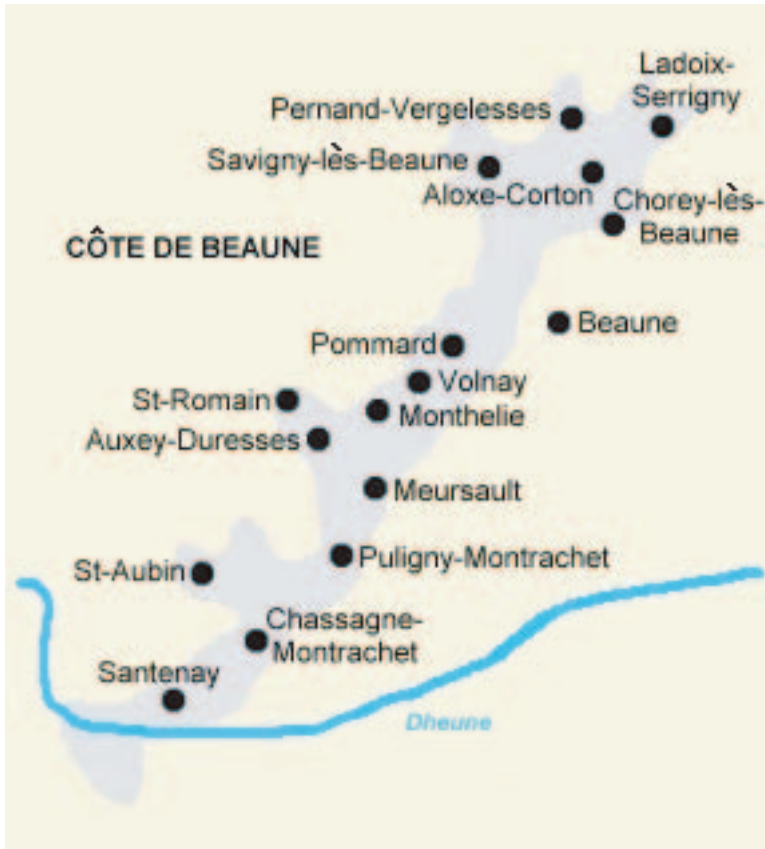 Ladoix-
Serrigny
Pernand-Vergelesses
Savigny-lès-Beaune
Aloxe-Corton
Chorey-lès-
Beaune
CÔTE DE BEAUNE
Beaune
Pommard
Volnay
St-Romain
Monthelie
Auxey-Duresses
Meursault
Puligny-Montrachet
St-Aubin
Chassagne-
Montrachet
Santenay
Dheune